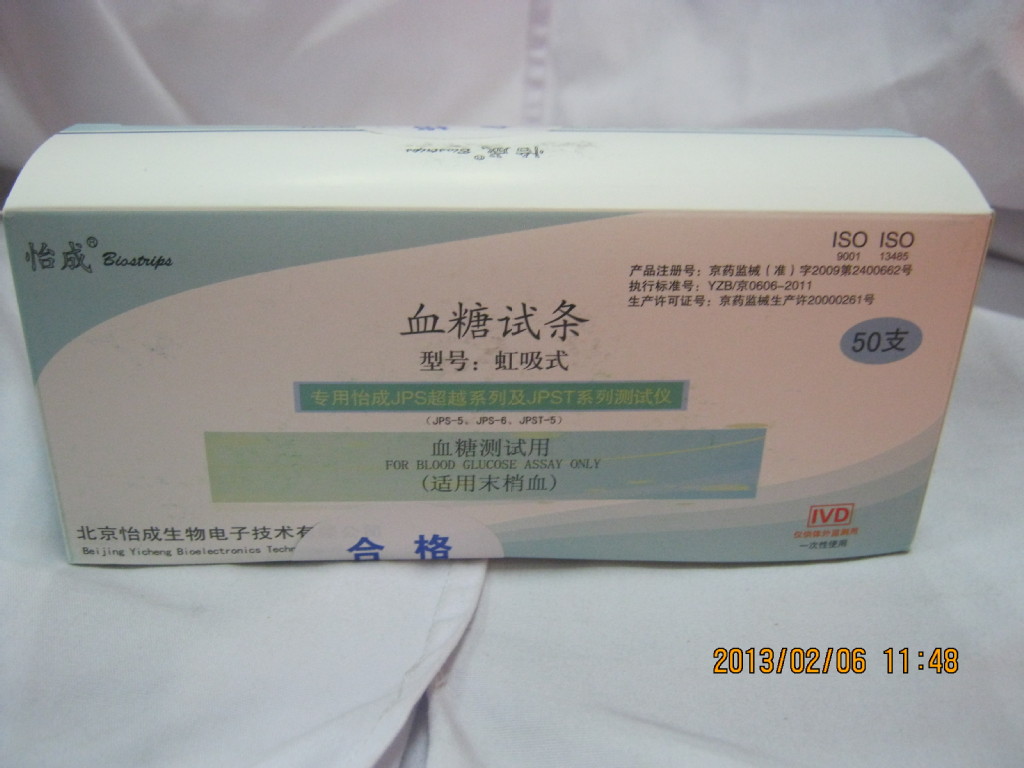 怡成® Biostrips
怡成® Biostrips
ISO ISO
9001 13485
产品注册号：京药监械（准）字2009第2400662号
执行标准号：YZB/京0606-2011
生产许可证号：京药监械生产许20000261号
血糖试条
50支
型号：虹吸式
专用怡成JPS超越系列及JPST系列测试仪
（JPS-5、JPS-6、JPST-5）
血糖测试用
FOR BLOOD GLUCOSE ASSAY ONLY
(适用末梢血)
IVD
一次性使用
北京怡成生物电子技术有
Beijing Yicheng Bioelectronics Techn
合格
2013/02/06 11:48